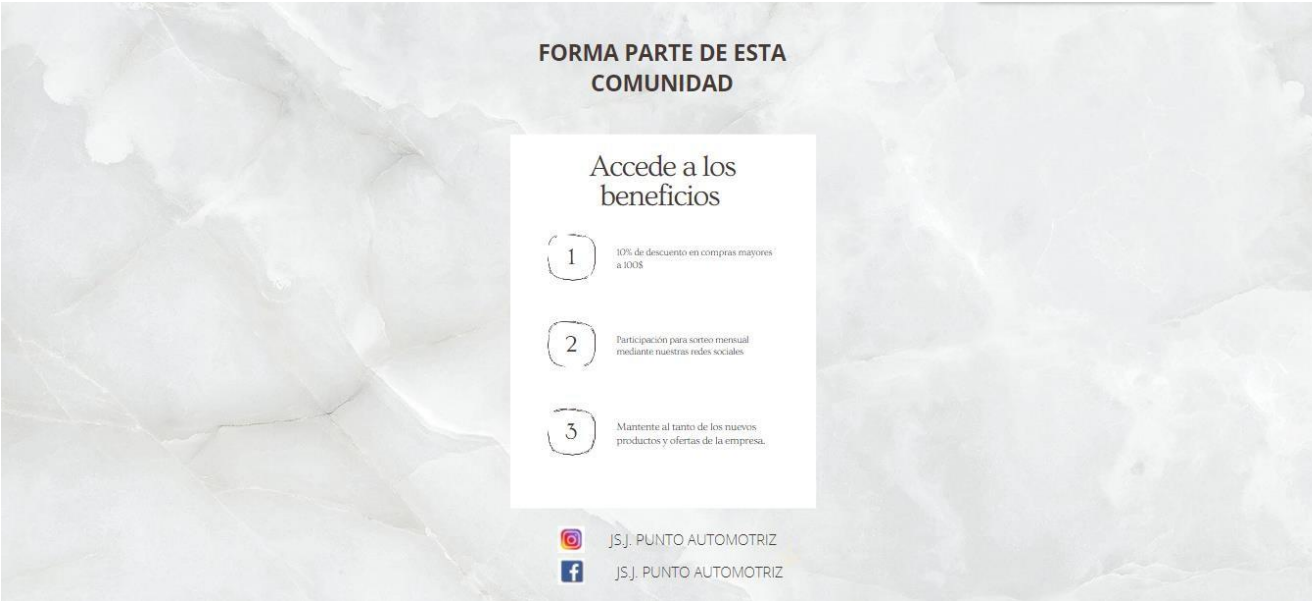 FORMA PARTE DE ESTA
COMUNIDAD
Accede a los
beneficios
1
10% de descuento en compras mayores
a 100$
2
Participación para sorteo mensual
mediante nuestras redes sociales
3
Mantente al tanto de los nuevos
productos y ofertas de la empresa.
JS.J. PUNTO AUTOMOTRIZ
JS.J. PUNTO AUTOMOTRIZ